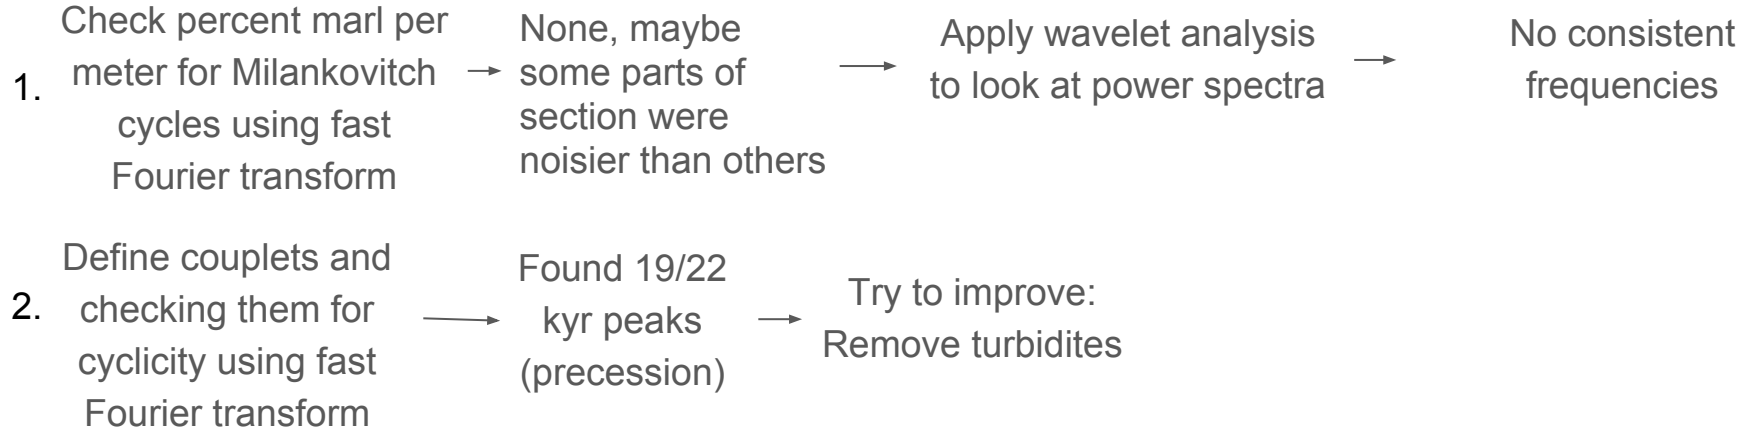 1.
Check percent marl per
meter for Milankovitch
cycles using fast
Fourier transform
None, maybe
some parts of
section were
noisier than others
Apply wavelet analysis
to look at power spectra
No consistent
frequencies
2.
Define couplets and
checking them for
cyclicity using fast
Fourier transform
Found 19/22
kyr peaks
(precession)
Try to improve:
Remove turbidites